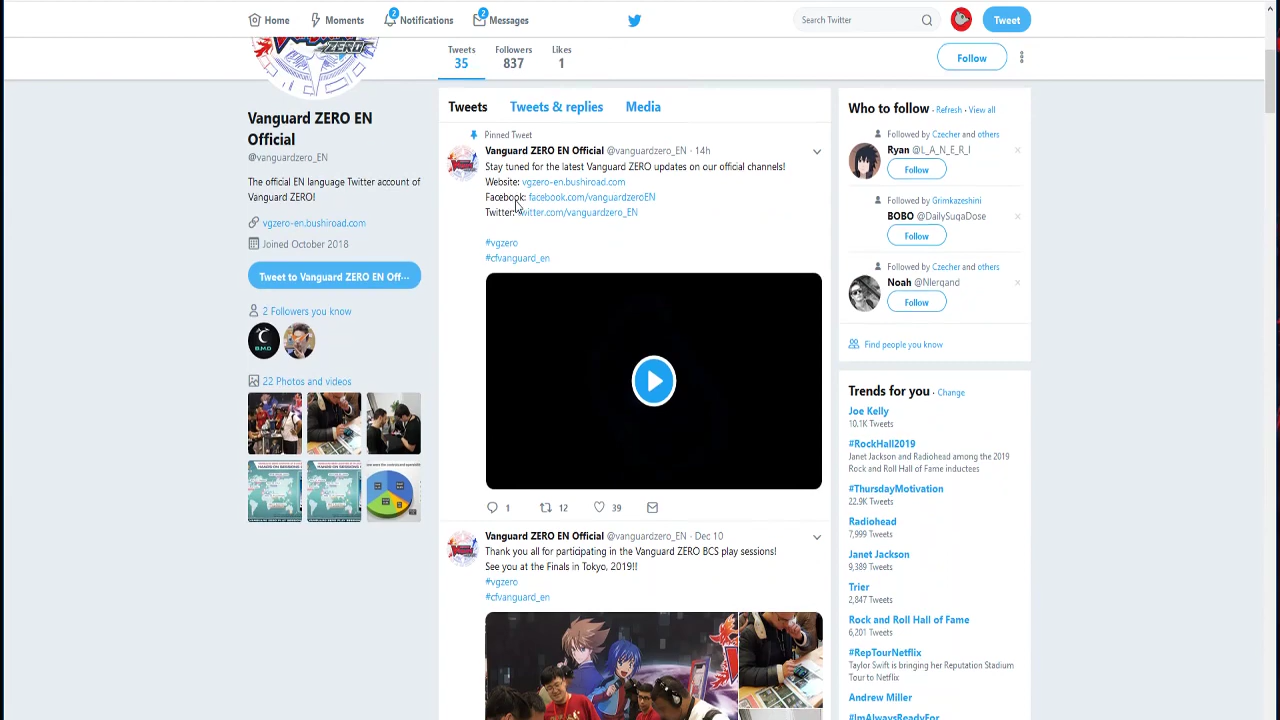 Home
Moments
2
Notifications
2
Messages
Search Twitter
Tweet
ZERO
Tweets
35
Followers
837
Likes
1
Follow
Vanguard ZERO EN
Official
@vanguardzero_EN
The official EN language Twitter account of
Vanguard ZERO!
vgzero-en.bushiroad.com
Joined October 2018
Tweet to Vanguard ZERO EN Off···
2 Followers you know
B.M.D
22 Photos and videos
Tweets
Tweets & replies
Media
Pinned Tweet
Vanguard ZERO EN Official @vanguardzero_EN · 14h
Stay tuned for the latest Vanguard ZERO updates on our official channels!
Website: vgzero-en.bushiroad.com
Facebook: facebook.com/vanguardzeroEN
Twitter: twitter.com/vanguardzero_EN
#vgzero
#cfvanguard_en
1
12
39
Vanguard ZERO EN Official @vanguardzero_EN · Dec 10
Thank you all for participating in the Vanguard ZERO BCS play sessions!
See you at the Finals in Tokyo, 2019!!
#vgzero
#cfvanguard_en
Who to follow · Refresh · View all
Followed by Czecher and others
Ryan @L_A_N_E_R_I
Follow
Followed by Grimkazeshini
BOBO @DailySuqaDose
Follow
Followed by Czecher and others
Noah @Nlerqand
Follow
Find people you know
Trends for you · Change
Joe Kelly
10.1K Tweets
#RockHall2019
Janet Jackson and Radiohead among the 2019
Rock and Roll Hall of Fame inductees
#ThursdayMotivation
22.9K Tweets
Radiohead
7,999 Tweets
Janet Jackson
9,389 Tweets
Trier
2,847 Tweets
Rock and Roll Hall of Fame
6,201 Tweets
#RepTourNetflix
Taylor Swift is bringing her Reputation Stadium
Tour to Netflix
Andrew Miller
#ImAlwaysReadyFor